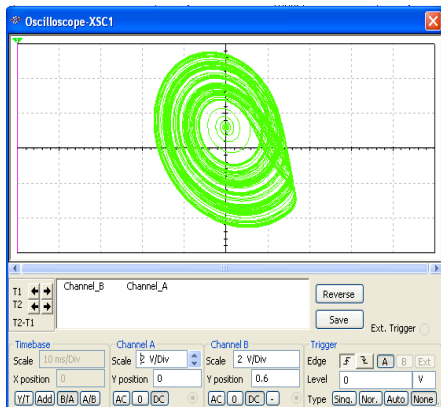 Oscilloscope-XSC1
T1
T2
T2-T1
Channel_B Channel_A
Reverse
Save
Ext. Trigger
Timebase
Scale 10 ms/Div
X position 0
Y/T Add B/A A/B
Channel A
Scale 2 V/Div
Y position 0
AC 0 DC
Channel B
Scale 2 V/Div
Y position 0.6
AC 0 DC -
Trigger
Edge A B Ext
Level 0 V
Type Sing. Nor. Auto None